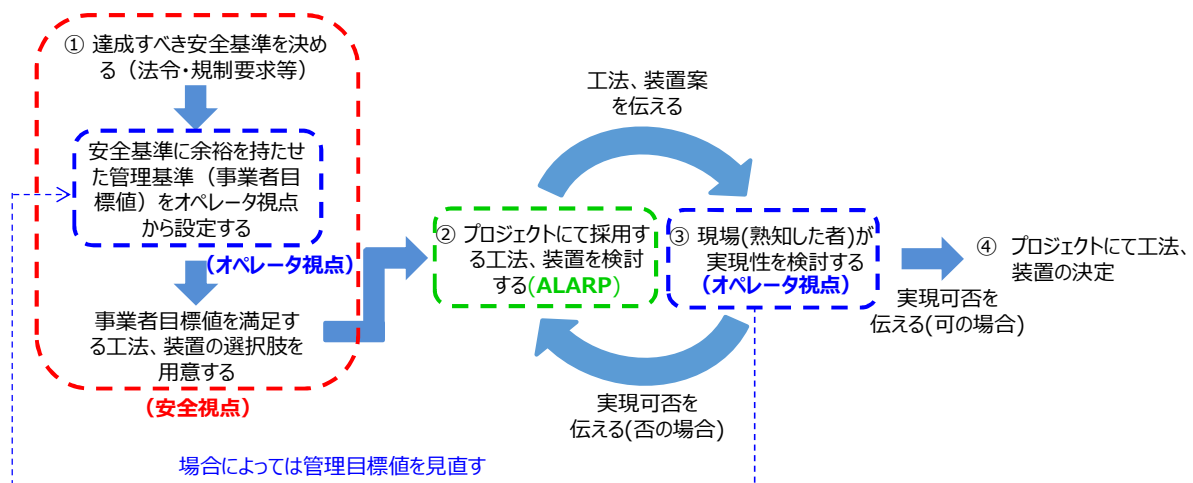 ① 達成すべき安全基準を決め
る（法令・規制要求等）
安全基準に余裕を持たせ
た管理基準（事業者目
標値）をオペレータ視点
から設定する
（オペレータ視点）
事業者目標値を満足す
る工法、装置の選択肢を
用意する
（安全視点）
② プロジェクトにて採用す
る工法、装置を検討
する(ALARP)
工法、装置案
を伝える
③ 現場(熟知した者)が
実現性を検討する
（オペレータ視点）
実現可否を
伝える(否の場合)
実現可否を
伝える(可の場合)
④ プロジェクトにて工法、
装置の決定
場合によっては管理目標値を見直す